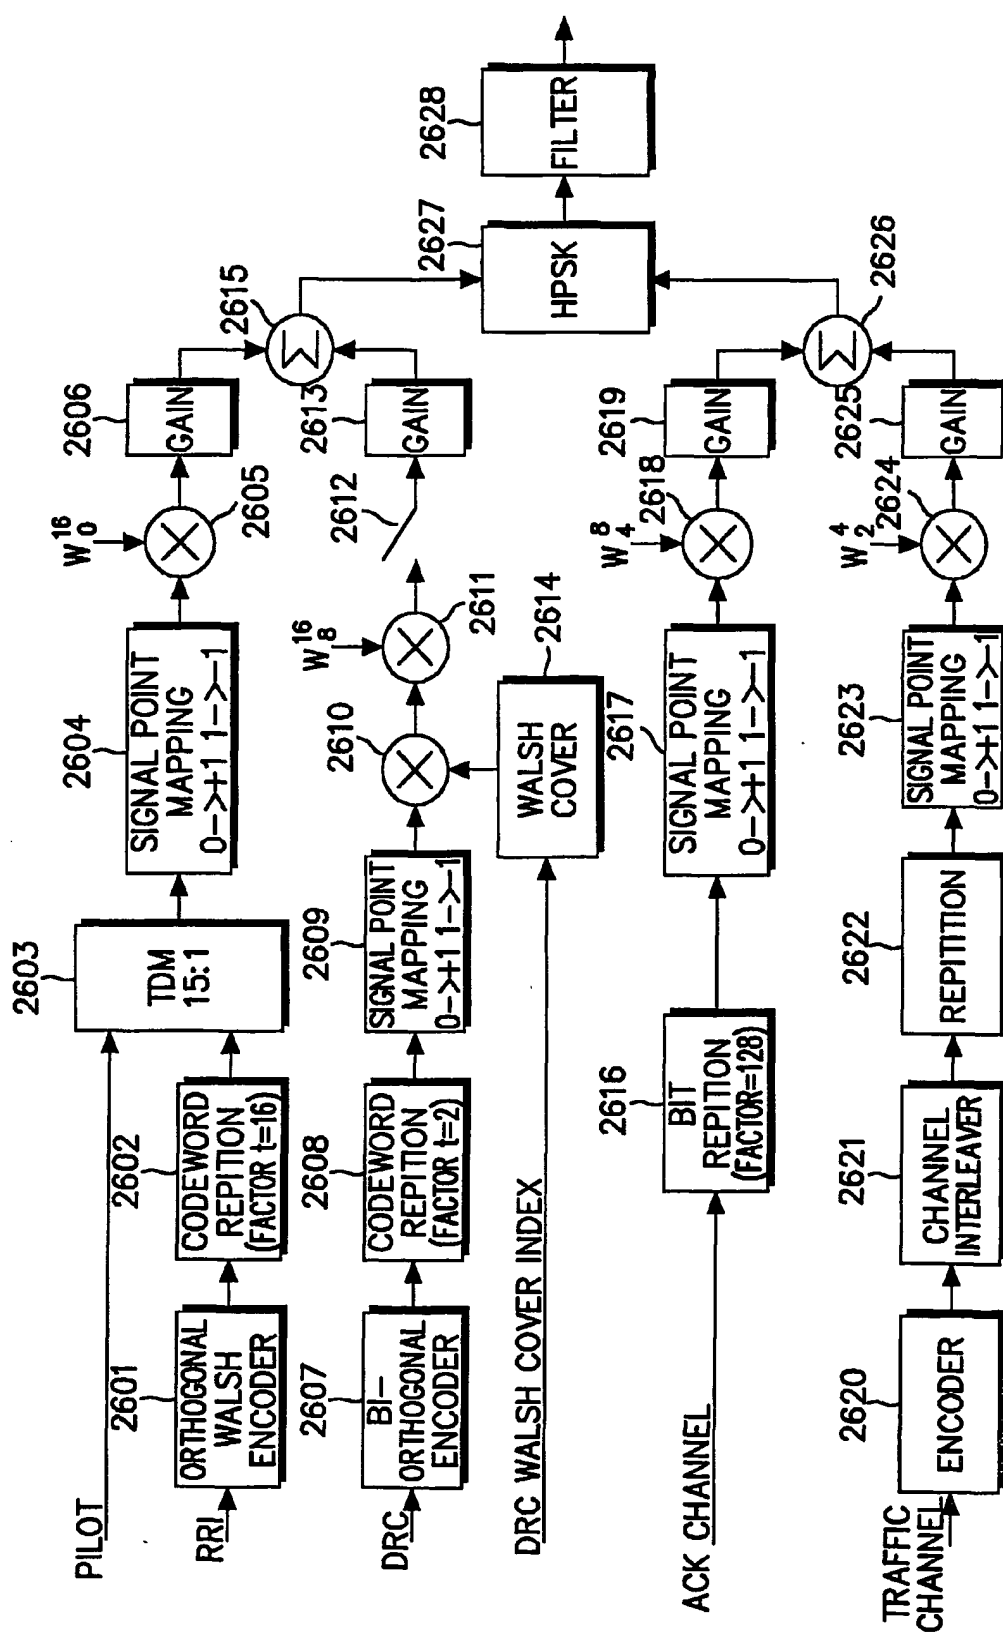 PILOT
RRI
2601
ORTHOGONAL
WALSH
ENCODER
2602
CODEWORD
REPITION
(FACTOR t=16)
2603
TDM
15:1
2604
SIGNAL POINT
MAPPING
0->+1 1->-1
W 16 0
2605
2606
GAIN
2615
Σ
DRC
2607
BI-
ORTHOGONAL
ENCODER
2608
CODEWORD
REPITION
(FACTOR t=2)
2609
SIGNAL POINT
MAPPING
0->+1 1->-1
2610
W 16 8
2611
2612
2613
GAIN
DRC WALSH COVER INDEX
WALSH
COVER
2614
2627
HPSK
2628
FILTER
ACK CHANNEL
2616
BIT
REPITION
(FACTOR=128)
2617
SIGNAL POINT
MAPPING
0->+1 1->-1
W 8 4
2618
2619
GAIN
2626
Σ
TRAFFIC
CHANNEL
2620
ENCODER
2621
CHANNEL
INTERLEAVER
2622
REPITITION
2623
SIGNAL POINT
MAPPING
0->+1 1->-1
W 4 2
2624
2625
GAIN